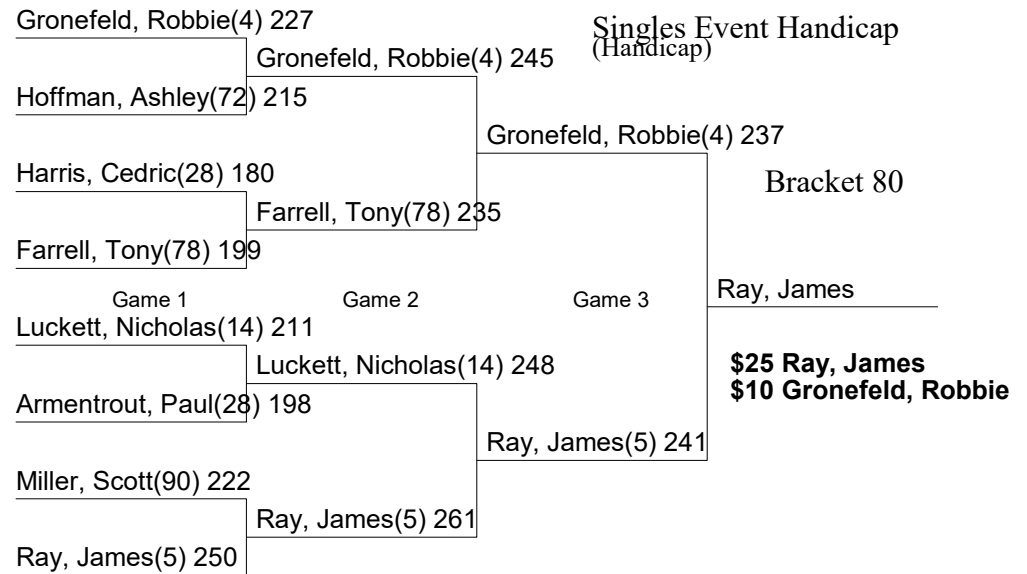 Gronefeld, Robbie(4) 227
Singles Event Handicap
(Handicap)
Gronefeld, Robbie(4) 245
Hoffman, Ashley(72) 215
Gronefeld, Robbie(4) 237
Harris, Cedric(28) 180
Bracket 80
Farrell, Tony(78) 235
Farrell, Tony(78) 199
Ray, James
Game 1 Game 2 Game 3
Luckett, Nicholas(14) 211
Luckett, Nicholas(14) 248
$25 Ray, James
$10 Gronefeld, Robbie
Armentrout, Paul(28) 198
Ray, James(5) 241
Miller, Scott(90) 222
Ray, James(5) 261
Ray, James(5) 250